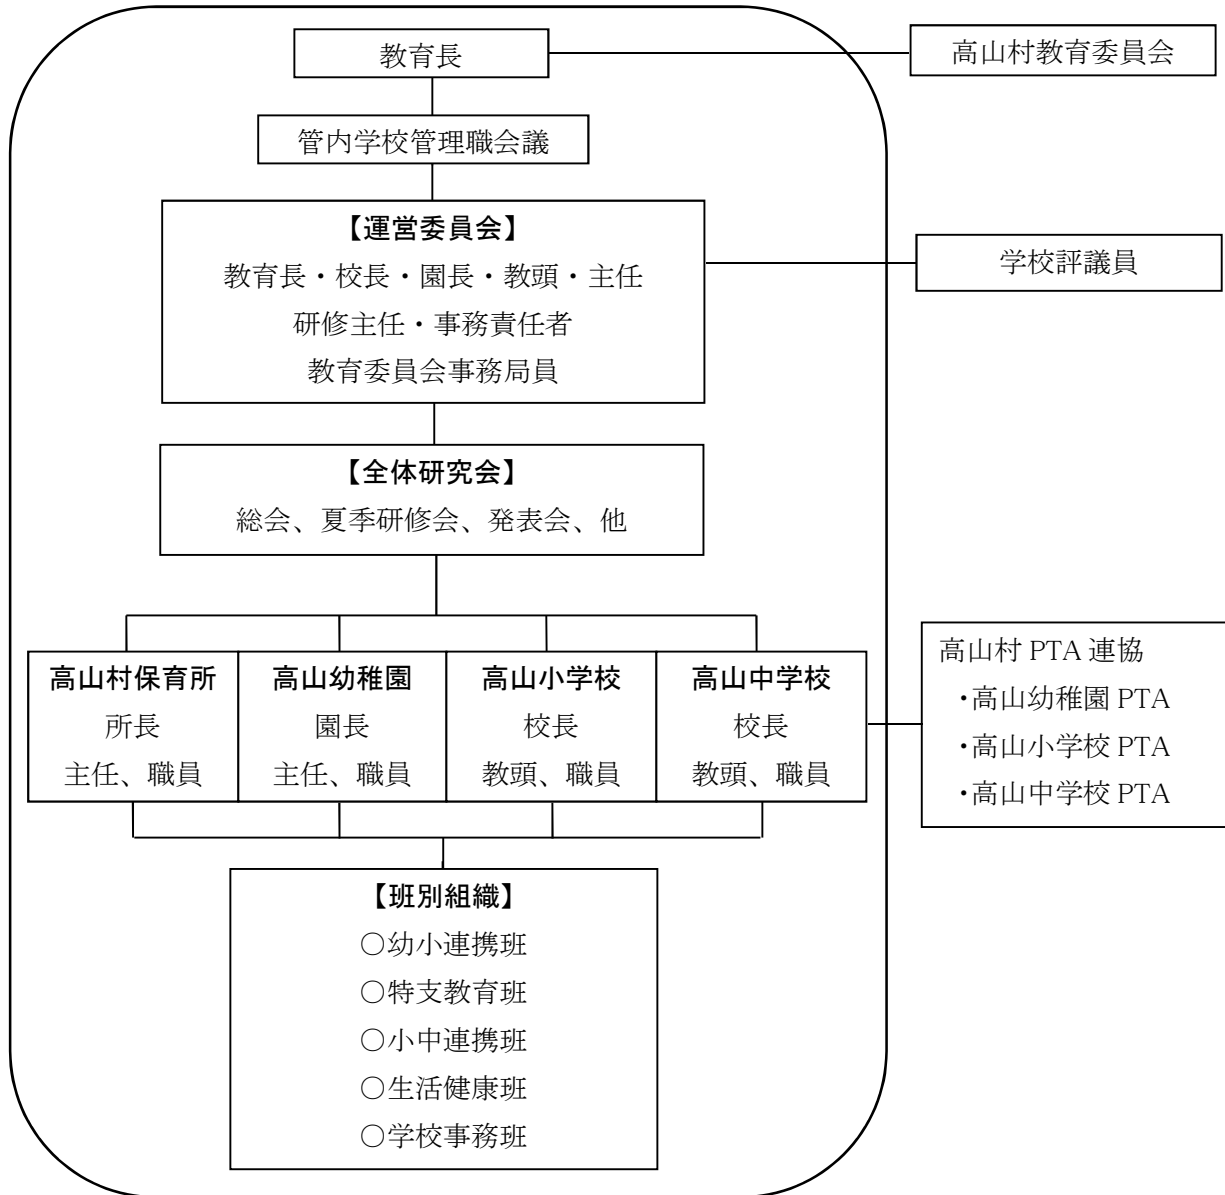 教育長
高山村教育委員会
管内学校管理職会議
【運営委員会】
教育長・校長・園長・教頭・主任
研修主任・事務責任者
教育委員会事務局員
学校評議員
【全体研究会】
総会、夏季研修会、発表会、他
高山村保育所
所長
主任、職員
高山幼稚園
園長
主任、職員
高山小学校
校長
教頭、職員
高山中学校
校長
教頭、職員
高山村 PTA 連協
・高山幼稚園 PTA
・高山小学校 PTA
・高山中学校 PTA
【班別組織】
○幼小連携班
○特支教育班
○小中連携班
○生活健康班
○学校事務班